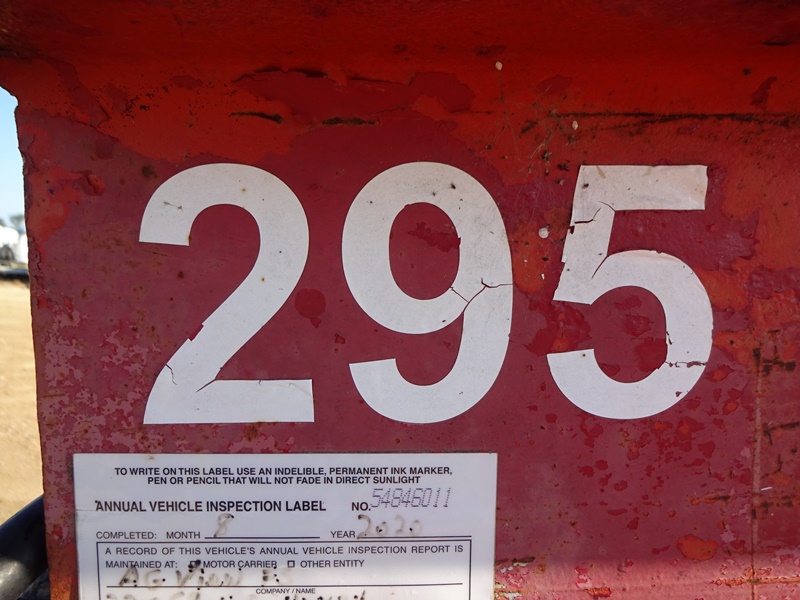 295
TO WRITE ON THIS LABEL USE AN INDELIBLE, PERMANENT INK MARKER,
PEN OR PENCIL THAT WILL NOT FADE IN DIRECT SUNLIGHT
ANNUAL VEHICLE INSPECTION LABEL NO. 54846011
COMPLETED: MONTH 8 YEAR 2020
A RECORD OF THIS VEHICLE'S ANNUAL VEHICLE INSPECTION REPORT IS
MAINTAINED AT: MOTOR CARRIER OTHER ENTITY
COMPANY / NAME